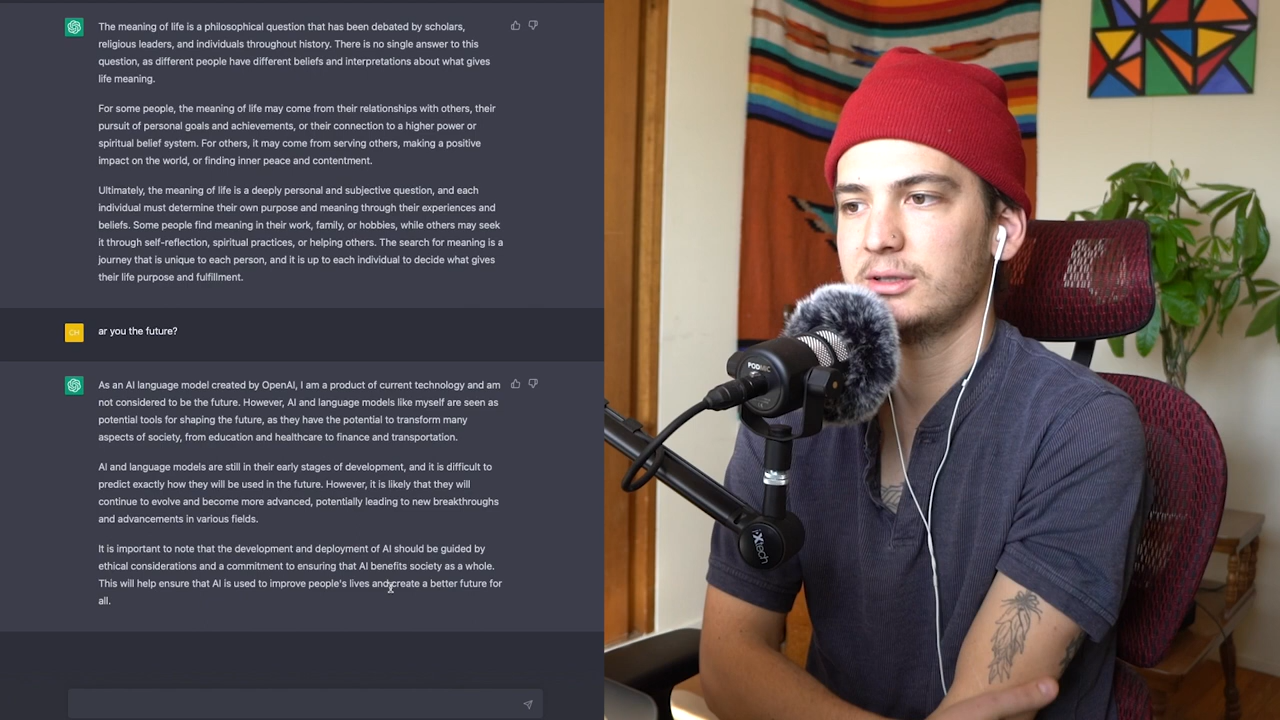 The meaning of life is a philosophical question that has been debated by scholars,
religious leaders, and individuals throughout history. There is no single answer to this
question, as different people have different beliefs and interpretations about what gives
life meaning.
For some people, the meaning of life may come from their relationships with others, their
pursuit of personal goals and achievements, or their connection to a higher power or
spiritual belief system. For others, it may come from serving others, making a positive
impact on the world, or finding inner peace and contentment.
Ultimately, the meaning of life is a deeply personal and subjective question, and each
individual must determine their own purpose and meaning through their experiences and
beliefs. Some people find meaning in their work, family, or hobbies, while others may seek
it through self-reflection, spiritual practices, or helping others. The search for meaning is a
journey that is unique to each person, and it is up to each individual to decide what gives
their life purpose and fulfillment.
CH
ar you the future?
As an AI language model created by OpenAI, I am a product of current technology and am
not considered to be the future. However, AI and language models like myself are seen as
potential tools for shaping the future, as they have the potential to transform many
aspects of society, from education and healthcare to finance and transportation.
AI and language models are still in their early stages of development, and it is difficult to
predict exactly how they will be used in the future. However, it is likely that they will
continue to evolve and become more advanced, potentially leading to new breakthroughs
and advancements in various fields.
It is important to note that the development and deployment of AI should be guided by
ethical considerations and a commitment to ensuring that AI benefits society as a whole.
This will help ensure that AI is used to improve people's lives and create a better future for
all.
PODMIC
iXtech